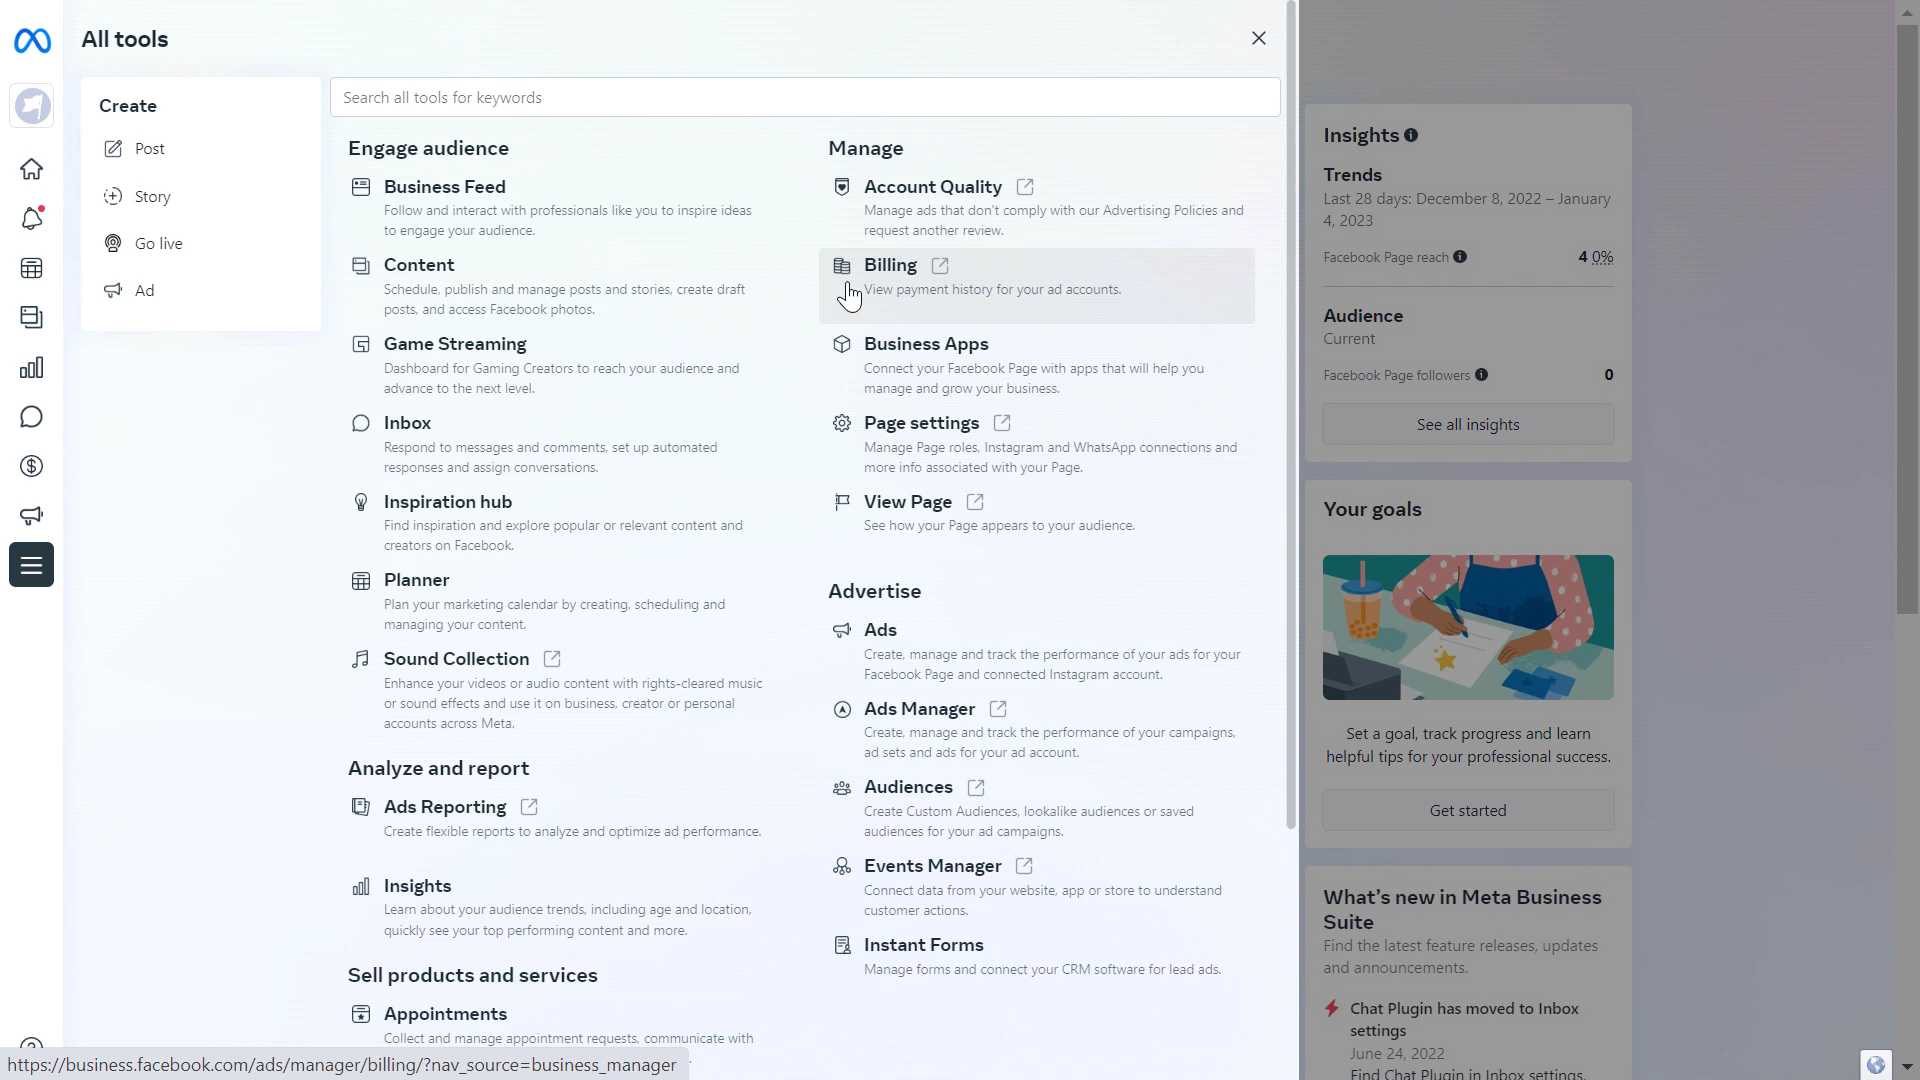 All tools
Create
Post
Story
Go live
Ad
Search all tools for keywords
Engage audience
Business Feed
Follow and interact with professionals like you to inspire ideas
to engage your audience.
Content
Schedule, publish and manage posts and stories, create draft
posts, and access Facebook photos.
Game Streaming
Dashboard for Gaming Creators to reach your audience and
advance to the next level.
Inbox
Respond to messages and comments, set up automated
responses and assign conversations.
Inspiration hub
Find inspiration and explore popular or relevant content and
creators on Facebook.
Planner
Plan your marketing calendar by creating, scheduling and
managing your content.
Sound Collection
Enhance your videos or audio content with rights-cleared music
or sound effects and use it on business, creator or personal
accounts across Meta.
Analyze and report
Ads Reporting
Create flexible reports to analyze and optimize ad performance.
Insights
Learn about your audience trends, including age and location,
quickly see your top performing content and more.
Sell products and services
Appointments
Collect and manage appointment requests, communicate with
Manage
Account Quality
Manage ads that don't comply with our Advertising Policies and
request another review.
Billing
View payment history for your ad accounts.
Business Apps
Connect your Facebook Page with apps that will help you
manage and grow your business.
Page settings
Manage Page roles, Instagram and WhatsApp connections and
more info associated with your Page.
View Page
See how your Page appears to your audience.
Advertise
Ads
Create, manage and track the performance of your ads for your
Facebook Page and connected Instagram account.
Ads Manager
Create, manage and track the performance of your campaigns,
ad sets and ads for your ad account.
Audiences
Create Custom Audiences, lookalike audiences or saved
audiences for your ad campaigns.
Events Manager
Connect data from your website, app or store to understand
customer actions.
Instant Forms
Manage forms and connect your CRM software for lead ads.
Insights
Trends
Last 28 days: December 8, 2022 – January
4, 2023
Facebook Page reach 4 0%
Audience
Current
Facebook Page followers 0
See all insights
Your goals
Set a goal, track progress and learn
helpful tips for your professional success.
Get started
What's new in Meta Business
Suite
Find the latest feature releases, updates
and announcements.
Chat Plugin has moved to Inbox
settings
June 24, 2022
Find Chat Plugin in Inbox settings.
https://business.facebook.com/ads/manager/billing/?nav_source=business_manager